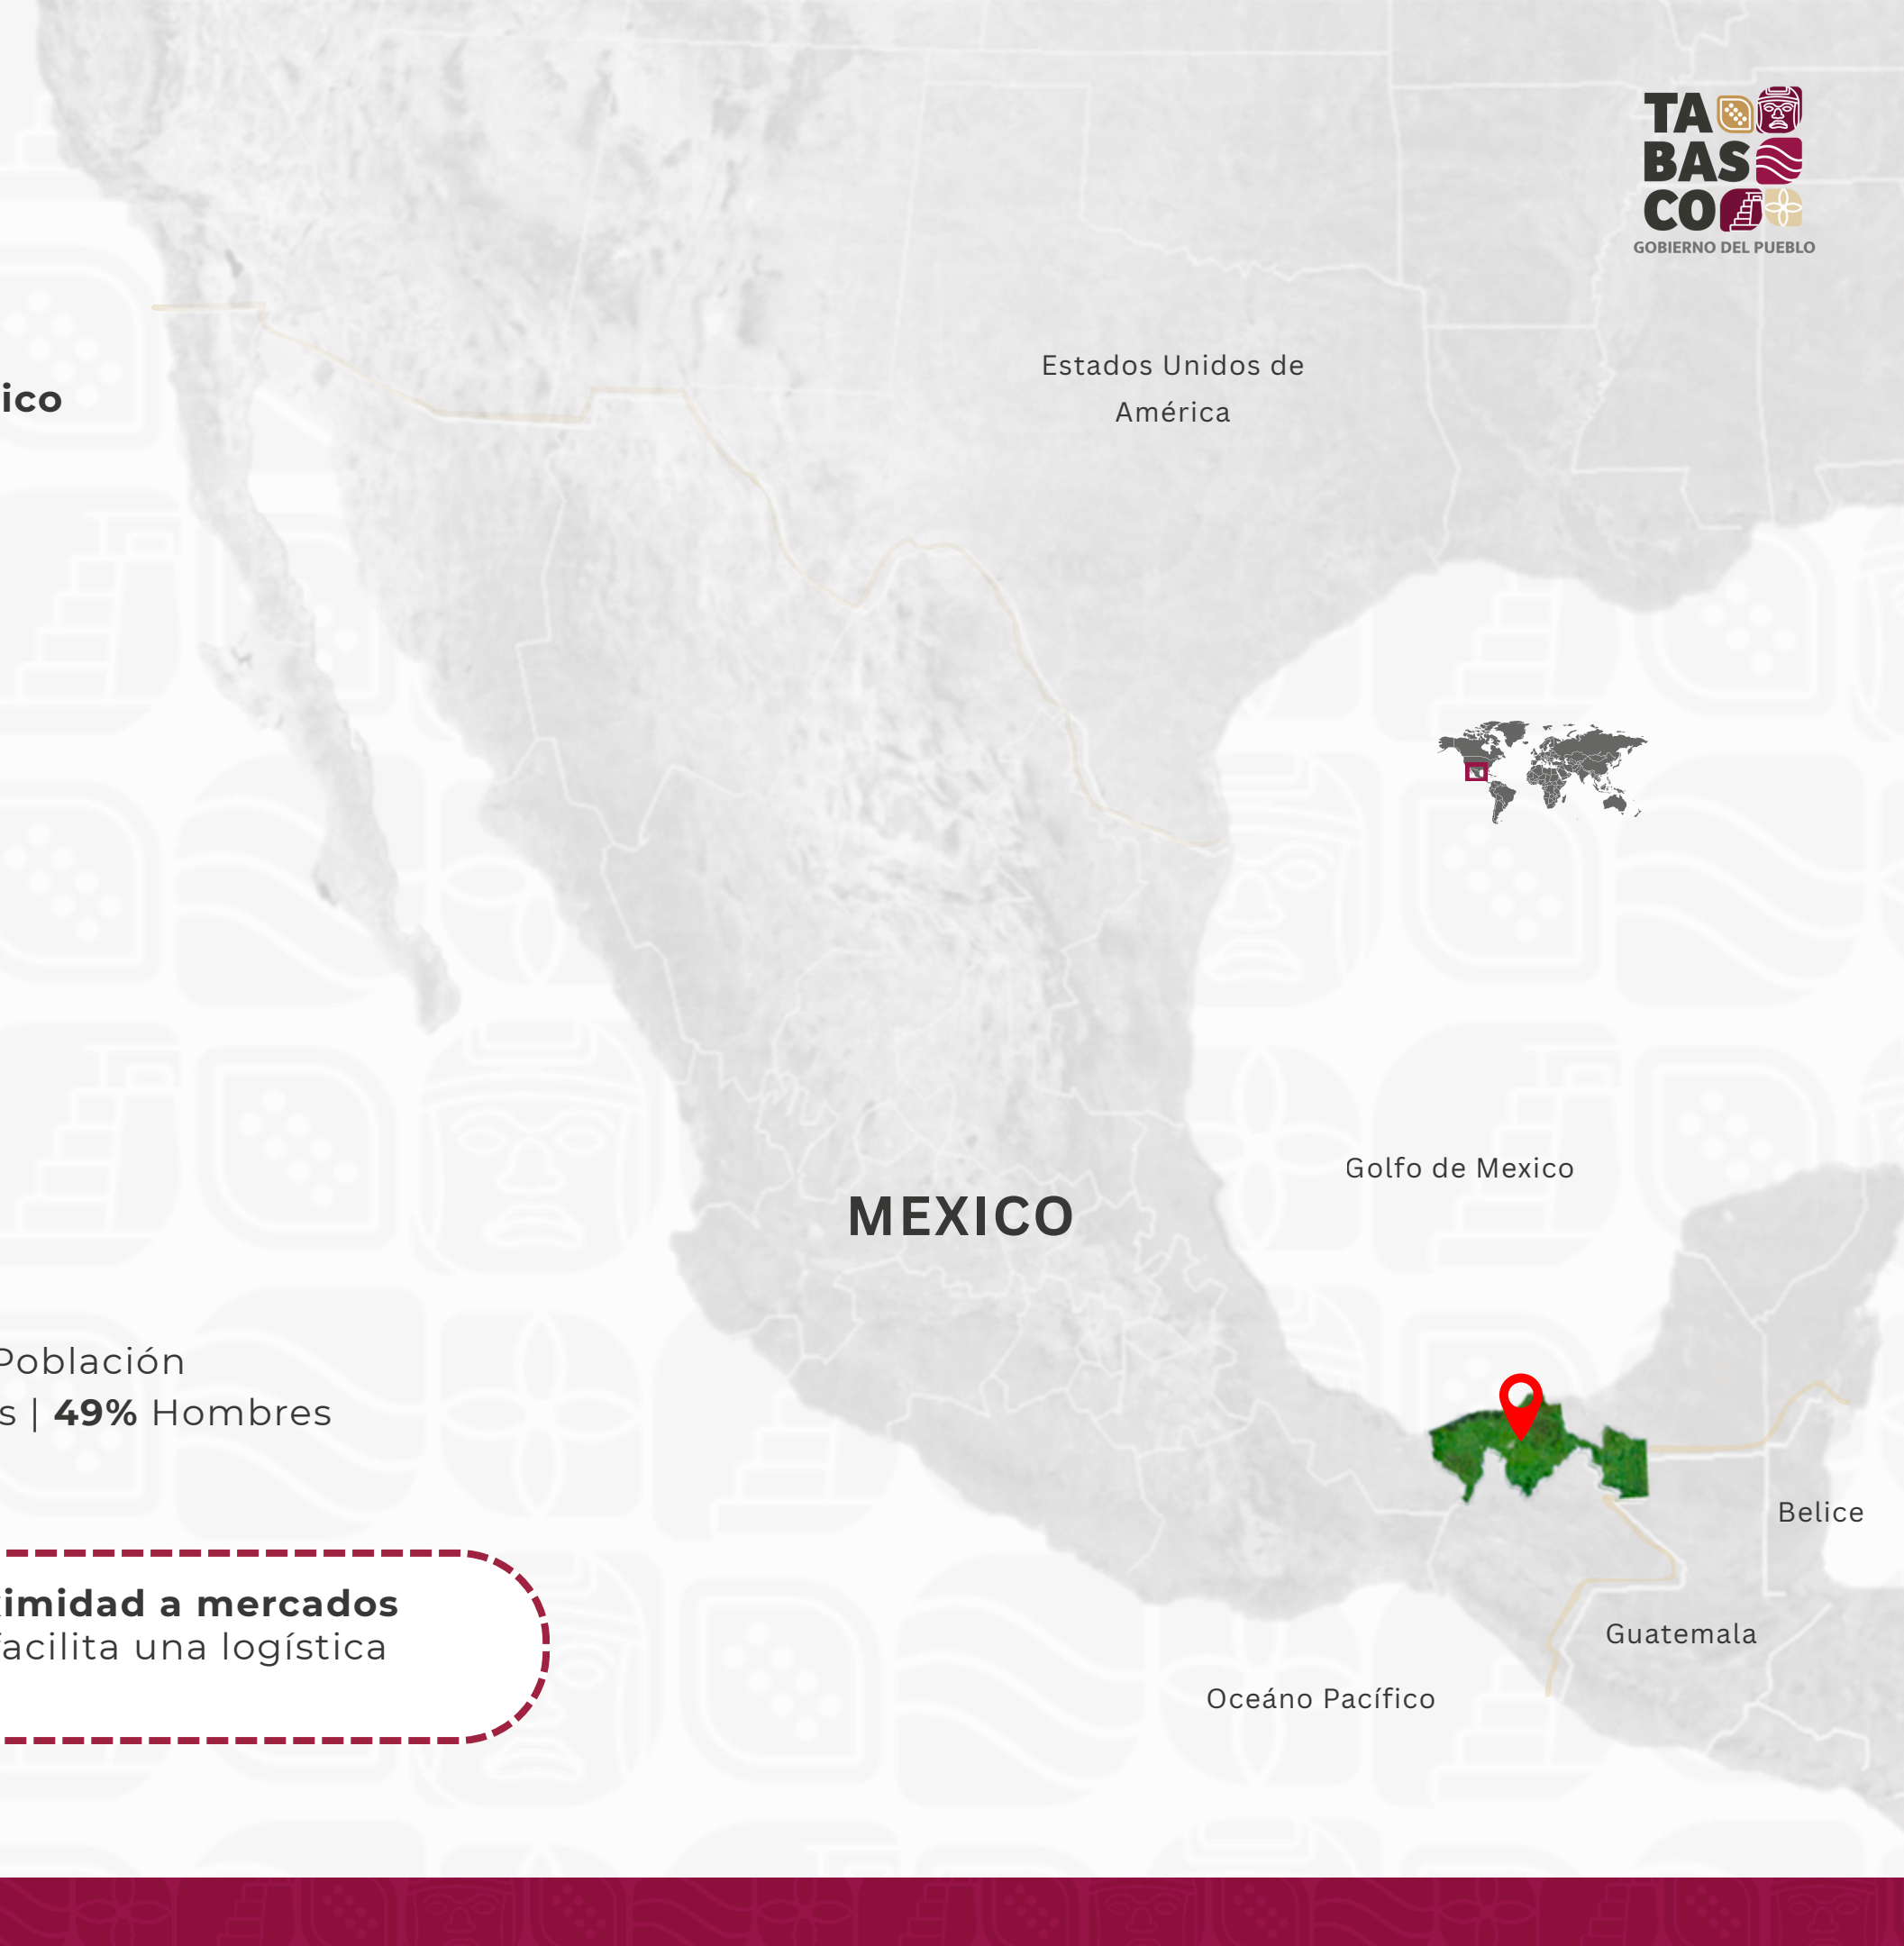 TA
BAS
CO
GOBIERNO DEL PUEBLO
Estados Unidos de
América
ico
Golfo de Mexico
MEXICO
Población
s | 49% Hombres
Belice
imidad a mercados
facilita una logística
Guatemala
Oceáno Pacífico